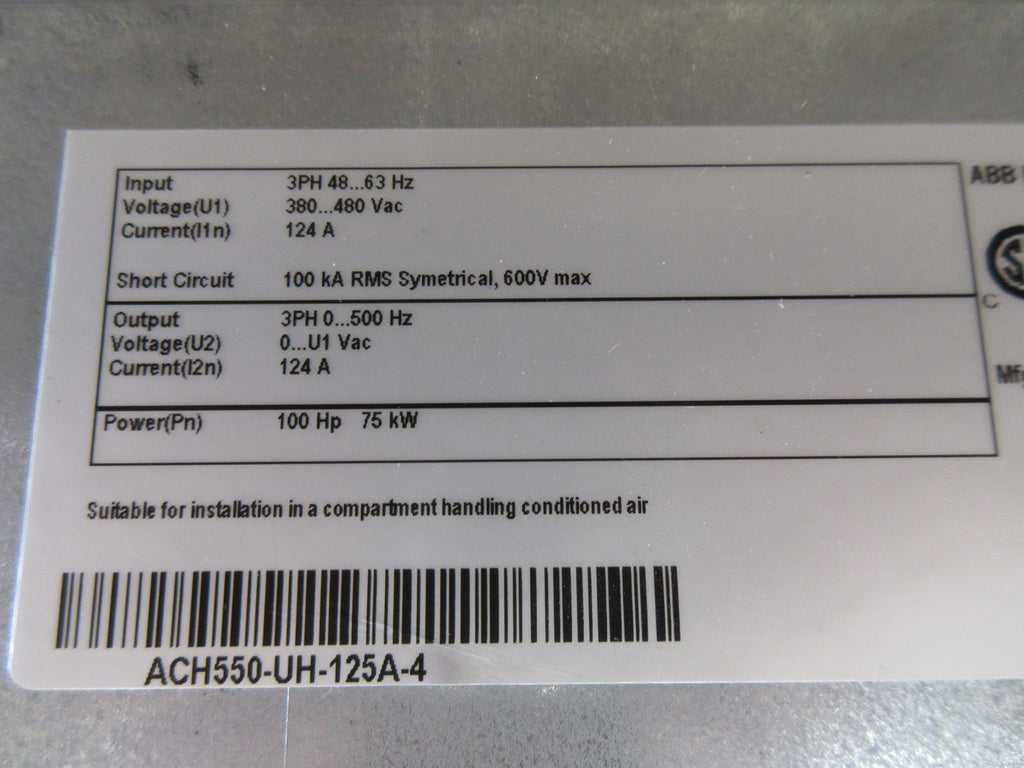 Input 3PH 48...63 Hz
Voltage(U1) 380...480 Vac
Current(I1n) 124 A
Short Circuit 100 kA RMS Symetrical, 600V max
Output 3PH 0...500 Hz
Voltage(U2) 0...U1 Vac
Current(I2n) 124 A
Power(Pn) 100 Hp 75 kW
Suitable for installation in a compartment handling conditioned air
ACH550-UH-125A-4
ABB
C